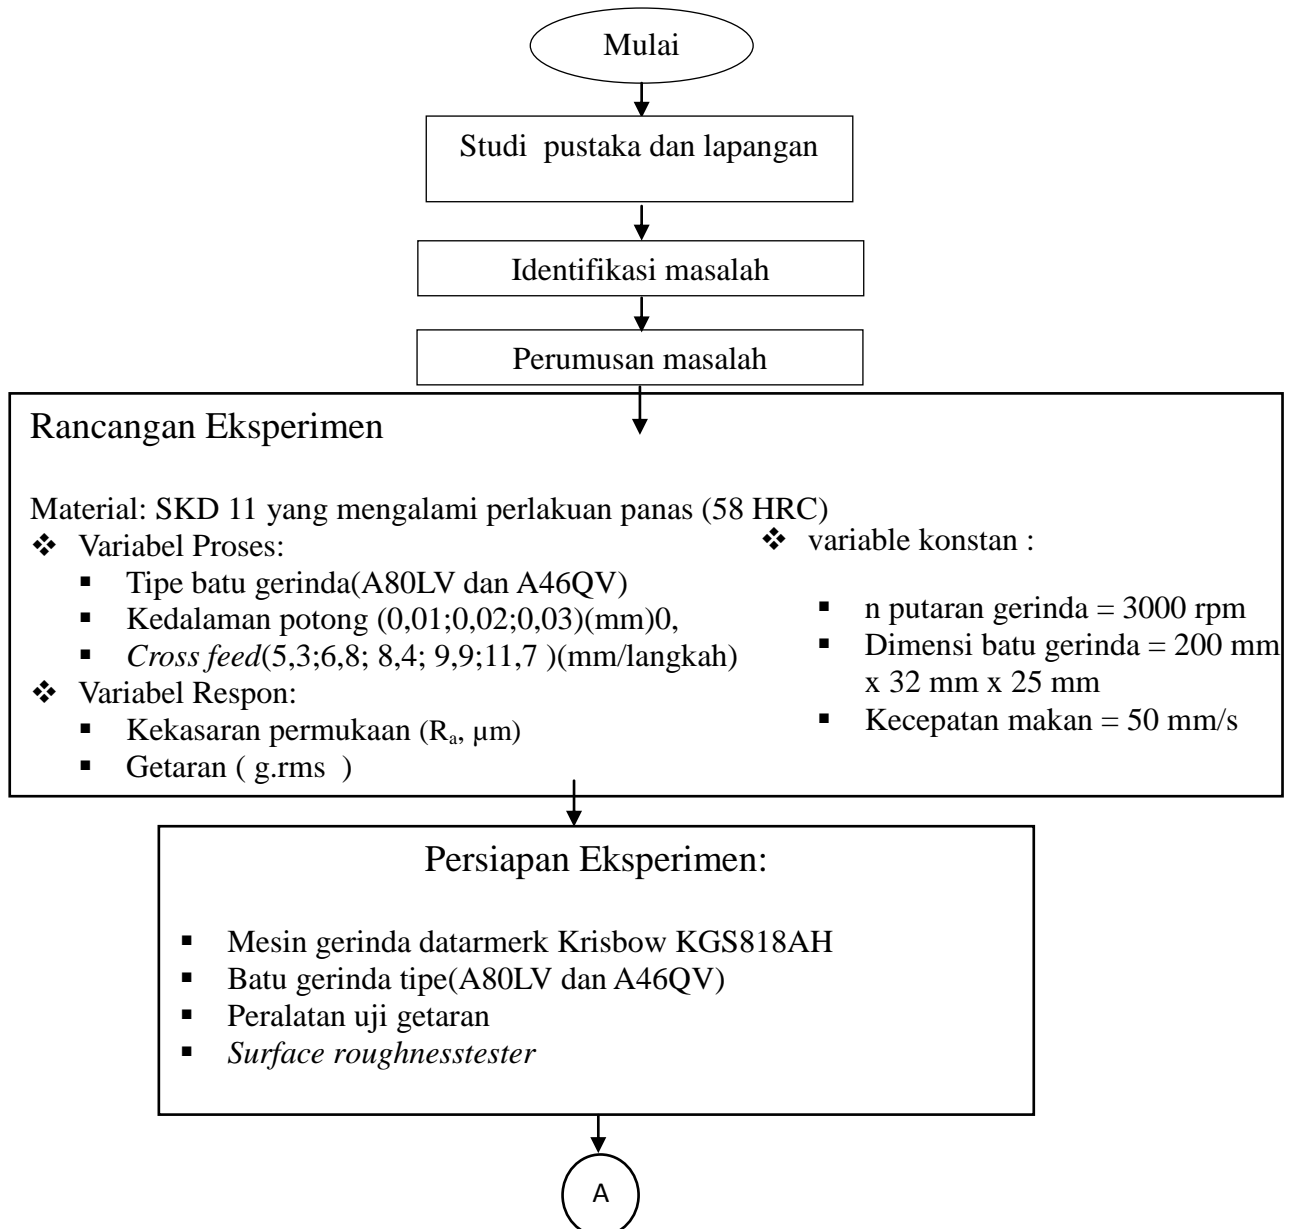 Mulai
Studi pustaka dan lapangan
Identifikasi masalah
Perumusan masalah
Rancangan Eksperimen
Material: SKD 11 yang mengalami perlakuan panas (58 HRC)
❖ Variabel Proses:
▪ Tipe batu gerinda(A80LV dan A46QV)
▪ Kedalaman potong (0,01;0,02;0,03)(mm)0,
▪ Cross feed(5,3;6,8; 8,4; 9,9;11,7 )(mm/langkah)
❖ Variabel Respon:
▪ Kekasaran permukaan (Rₐ, µm)
▪ Getaran ( g.rms )
❖ variable konstan :
▪ n putaran gerinda = 3000 rpm
▪ Dimensi batu gerinda = 200 mm
x 32 mm x 25 mm
▪ Kecepatan makan = 50 mm/s
Persiapan Eksperimen:
▪ Mesin gerinda datarmerk Krisbow KGS818AH
▪ Batu gerinda tipe(A80LV dan A46QV)
▪ Peralatan uji getaran
▪ Surface roughnesstester
A